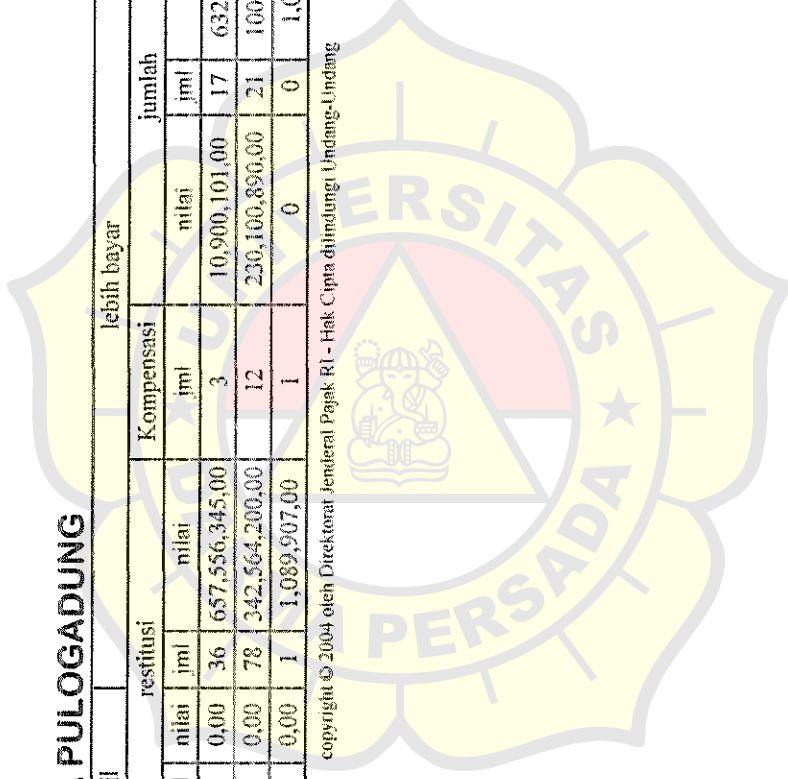 PULOGADUNG
lebih bayar
restitusi Kompensasi jumlah
nilai jml nilai jml nilai jml
0,00 36 657,556,345,00 3 10,900,101,00 17 632
0,00 78 342,564,200,00 12 230,100,890,00 21 100
0,00 1 1,089,907,00 1 0 0
copyright © 2004 oleh Direktorat Jenderal Pajak RI - Hak Cipta dilindungi Undang-Undang
UNIVERSITAS
PERSADA